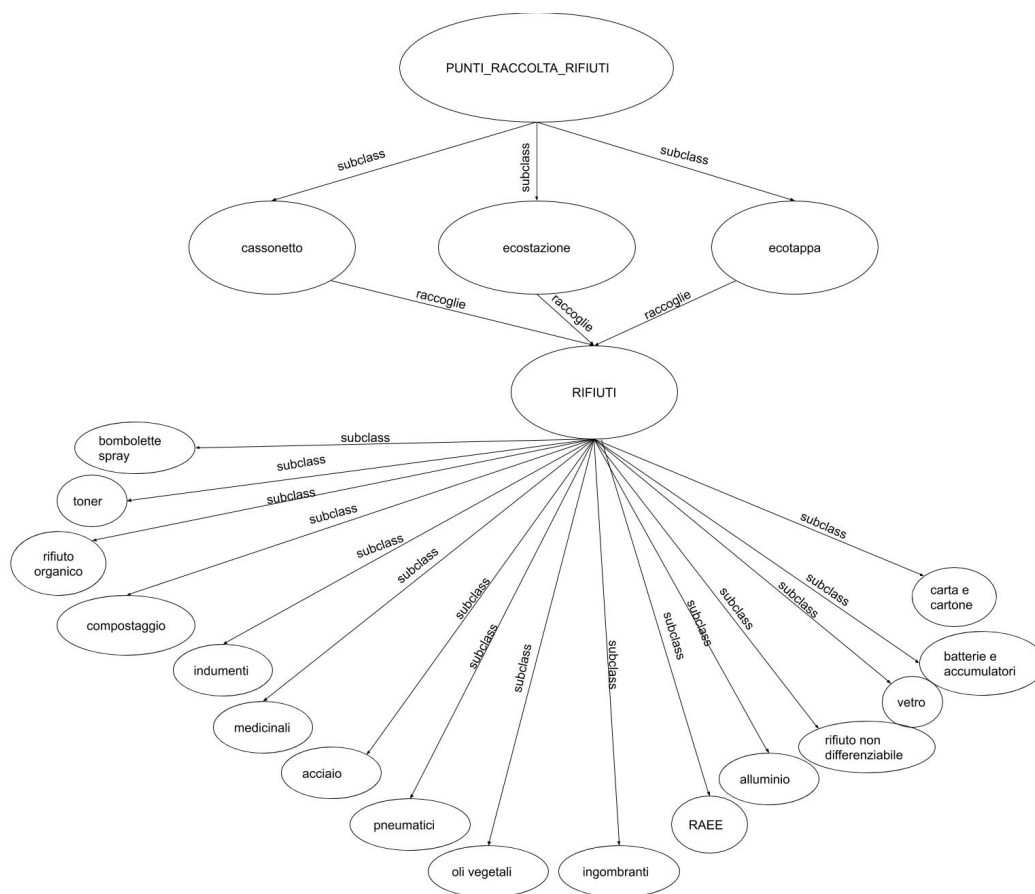 PUNTI_RACCOLTA_RIFIUTI
subclass
subclass
subclass
cassonetto
ecostazione
ecotappa
raccoglie
raccoglie
raccoglie
RIFIUTI
bombolette
spray
subclass
toner
subclass
rifiuto
organico
subclass
compostaggio
subclass
indumenti
subclass
medicinali
subclass
acciaio
subclass
pneumatici
subclass
oli vegetali
subclass
ingombranti
subclass
RAEE
subclass
alluminio
subclass
rifiuto non
differenziabile
subclass
vetro
subclass
batterie e
accumulatori
subclass
carta e
cartone
subclass